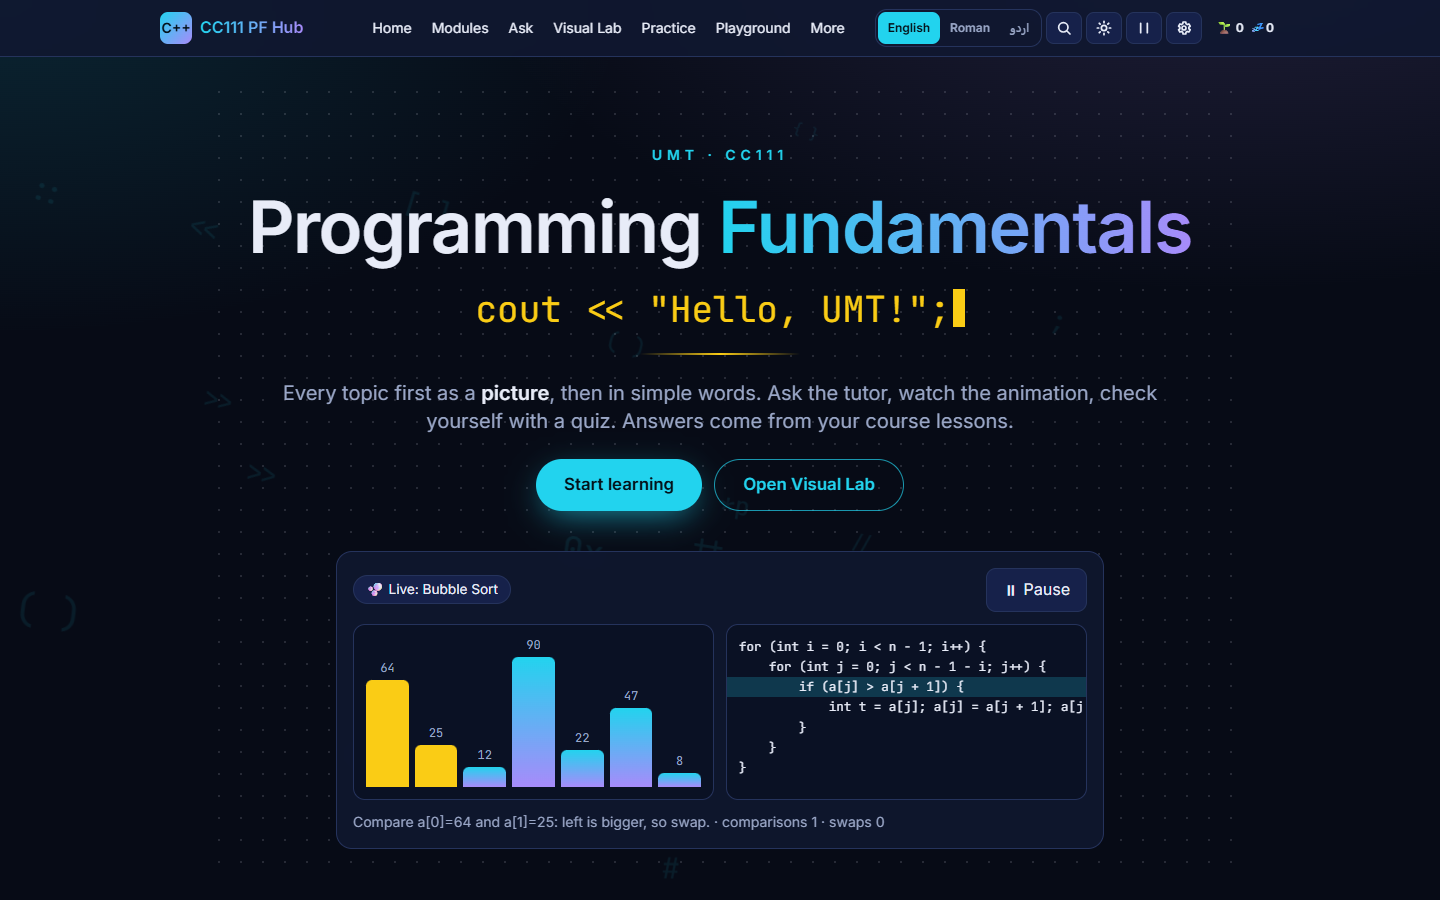 C++ CC111 PF Hub Home Modules Ask Visual Lab Practice Playground More English Roman اردو 0 0
UMT · CC111
Programming Fundamentals
cout << "Hello, UMT!";
Every topic first as a picture, then in simple words. Ask the tutor, watch the animation, check
yourself with a quiz. Answers come from your course lessons.
Start learning Open Visual Lab
Live: Bubble Sort Pause
64 25 12 90 22 47 8
for (int i = 0; i < n - 1; i++) {
for (int j = 0; j < n - 1 - i; j++) {
if (a[j] > a[j + 1]) {
int t = a[j]; a[j] = a[j + 1]; a[j
}
}
}
Compare a[0]=64 and a[1]=25: left is bigger, so swap. · comparisons 1 · swaps 0
::
<<
>>
>>
( )
( )
;
//
#